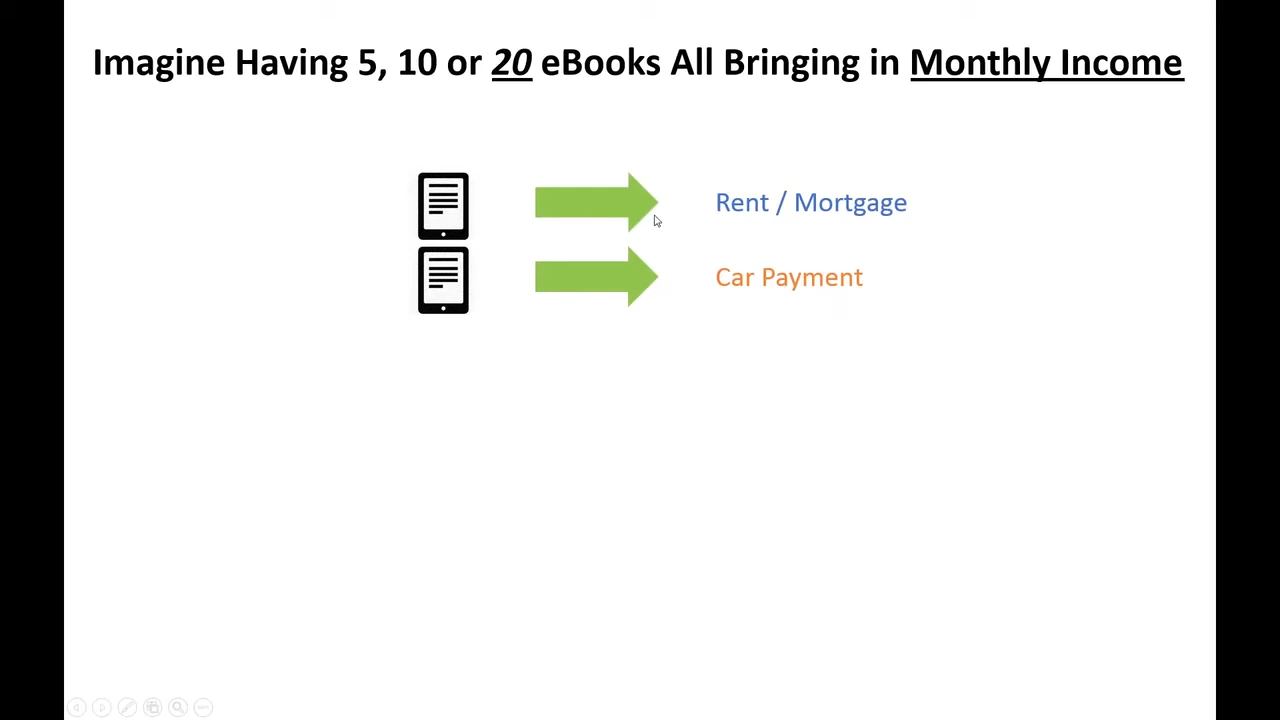 Imagine Having 5, 10 or 20 eBooks All Bringing in Monthly Income
Rent / Mortgage
Car Payment